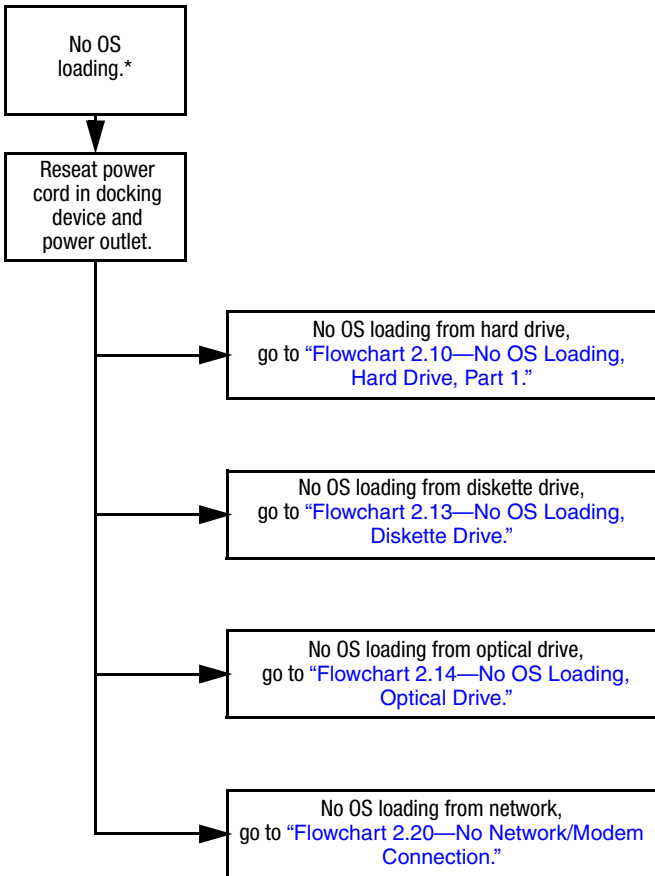 No OS
loading.*
Reseat power
cord in docking
device and
power outlet.
No OS loading from hard drive,
go to “Flowchart 2.10—No OS Loading,
Hard Drive, Part 1.”
No OS loading from diskette drive,
go to “Flowchart 2.13—No OS Loading,
Diskette Drive.”
No OS loading from optical drive,
go to “Flowchart 2.14—No OS Loading,
Optical Drive.”
No OS loading from network,
go to “Flowchart 2.20—No Network/Modem
Connection.”